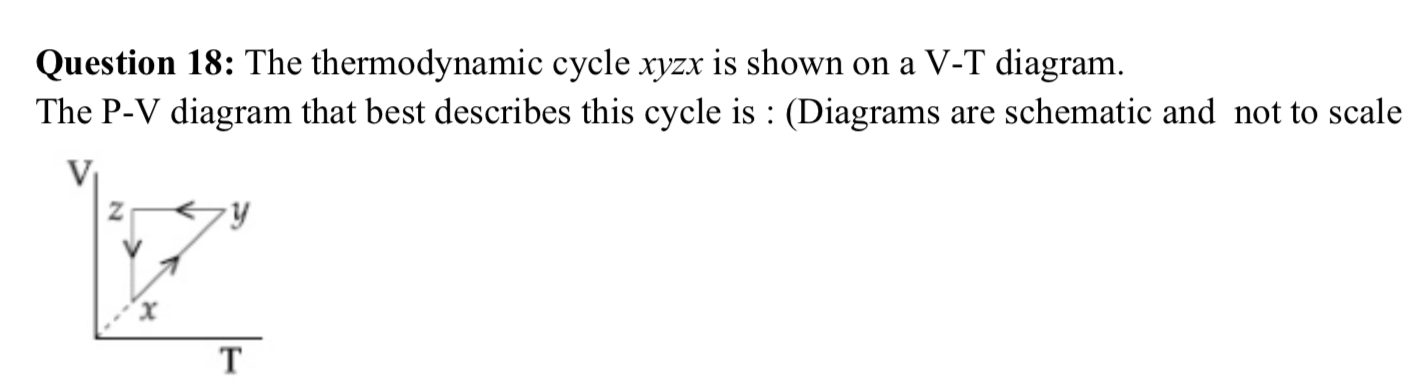 Question 18: The thermodynamic cycle xyzx is shown on a V-T diagram.
The P-V diagram that best describes this cycle is : (Diagrams are schematic and not to scale
V
z
y
x
T